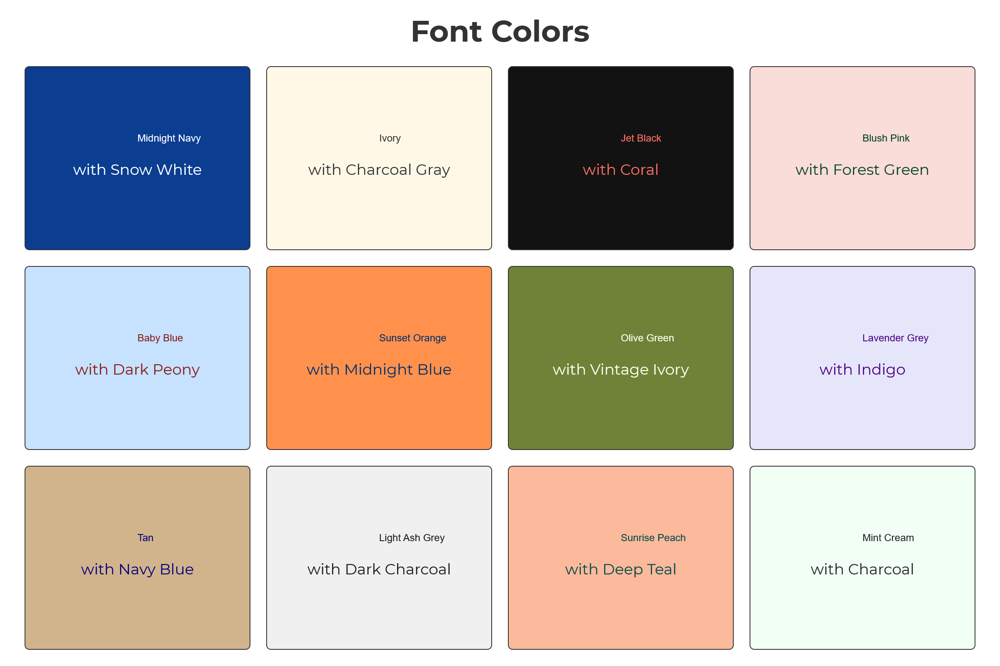 Font Colors
Midnight Navy
with Snow White
Ivory
with Charcoal Gray
Jet Black
with Coral
Blush Pink
with Forest Green
Baby Blue
with Dark Peony
Sunset Orange
with Midnight Blue
Olive Green
with Vintage Ivory
Lavender Grey
with Indigo
Tan
with Navy Blue
Light Ash Grey
with Dark Charcoal
Sunrise Peach
with Deep Teal
Mint Cream
with Charcoal